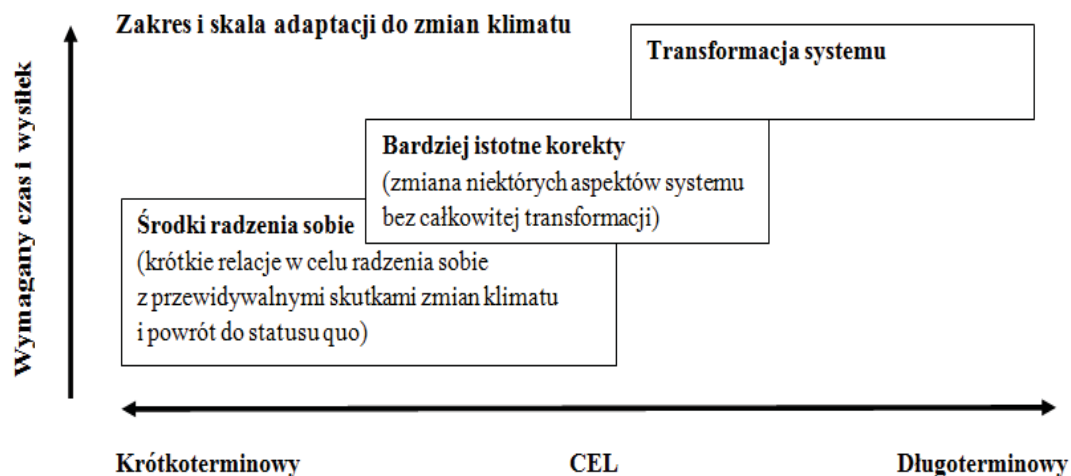 Zakres i skala adaptacji do zmian klimatu
Wymagany czas i wysiłek
Transformacja systemu
Bardziej istotne korekty
(zmiana niektórych aspektów systemu
bez całkowitej transformacji)
Środki radzenia sobie
(krótkie relacje w celu radzenia sobie
z przewidywalnymi skutkami zmian klimatu
i powrót do statusu quo)
Krótkoterminowy CEL Długoterminowy